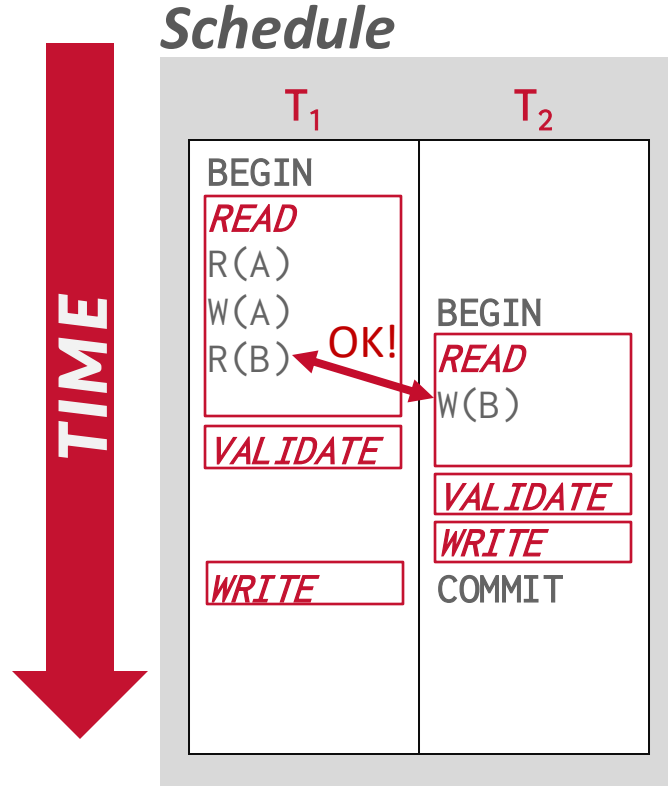 Schedule
TIME
T1
T2
BEGIN
READ
R(A)
W(A)
R(B)
VALIDATE
WRITE
OK!
BEGIN
READ
W(B)
VALIDATE
WRITE
COMMIT